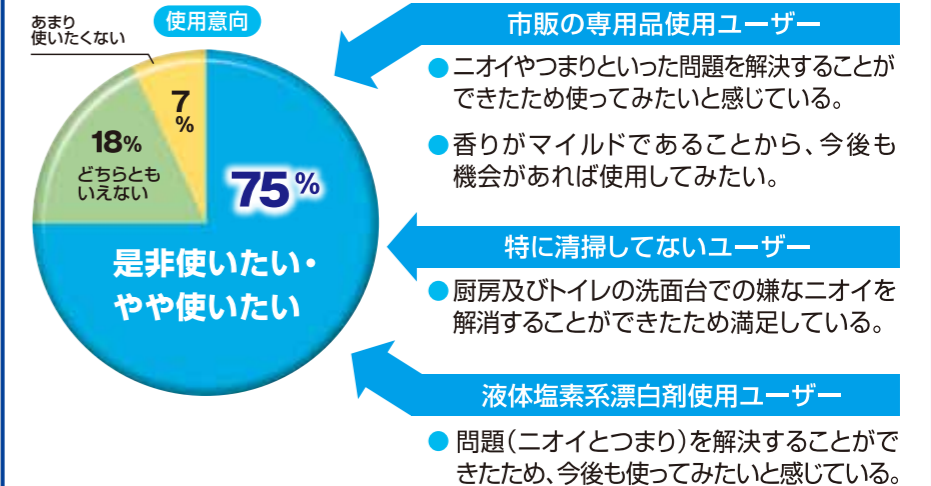 使用意向
あまり
使いたくない
7
%
18%
どちらとも
いえない
75%
是非使いたい・
やや使いたい
市販の専用品使用ユーザー
●ニオイやつまりといった問題を解決することが
できたため使ってみたいと感じている。
●香りがマイルドであることから、今後も
機会があれば使用してみたい。
特に清掃してないユーザー
●厨房及びトイレの洗面台での嫌なニオイを
解消することができたため満足している。
液体塩素系漂白剤使用ユーザー
●問題(ニオイとつまり)を解決することがで
きたため、今後も使ってみたいと感じている。